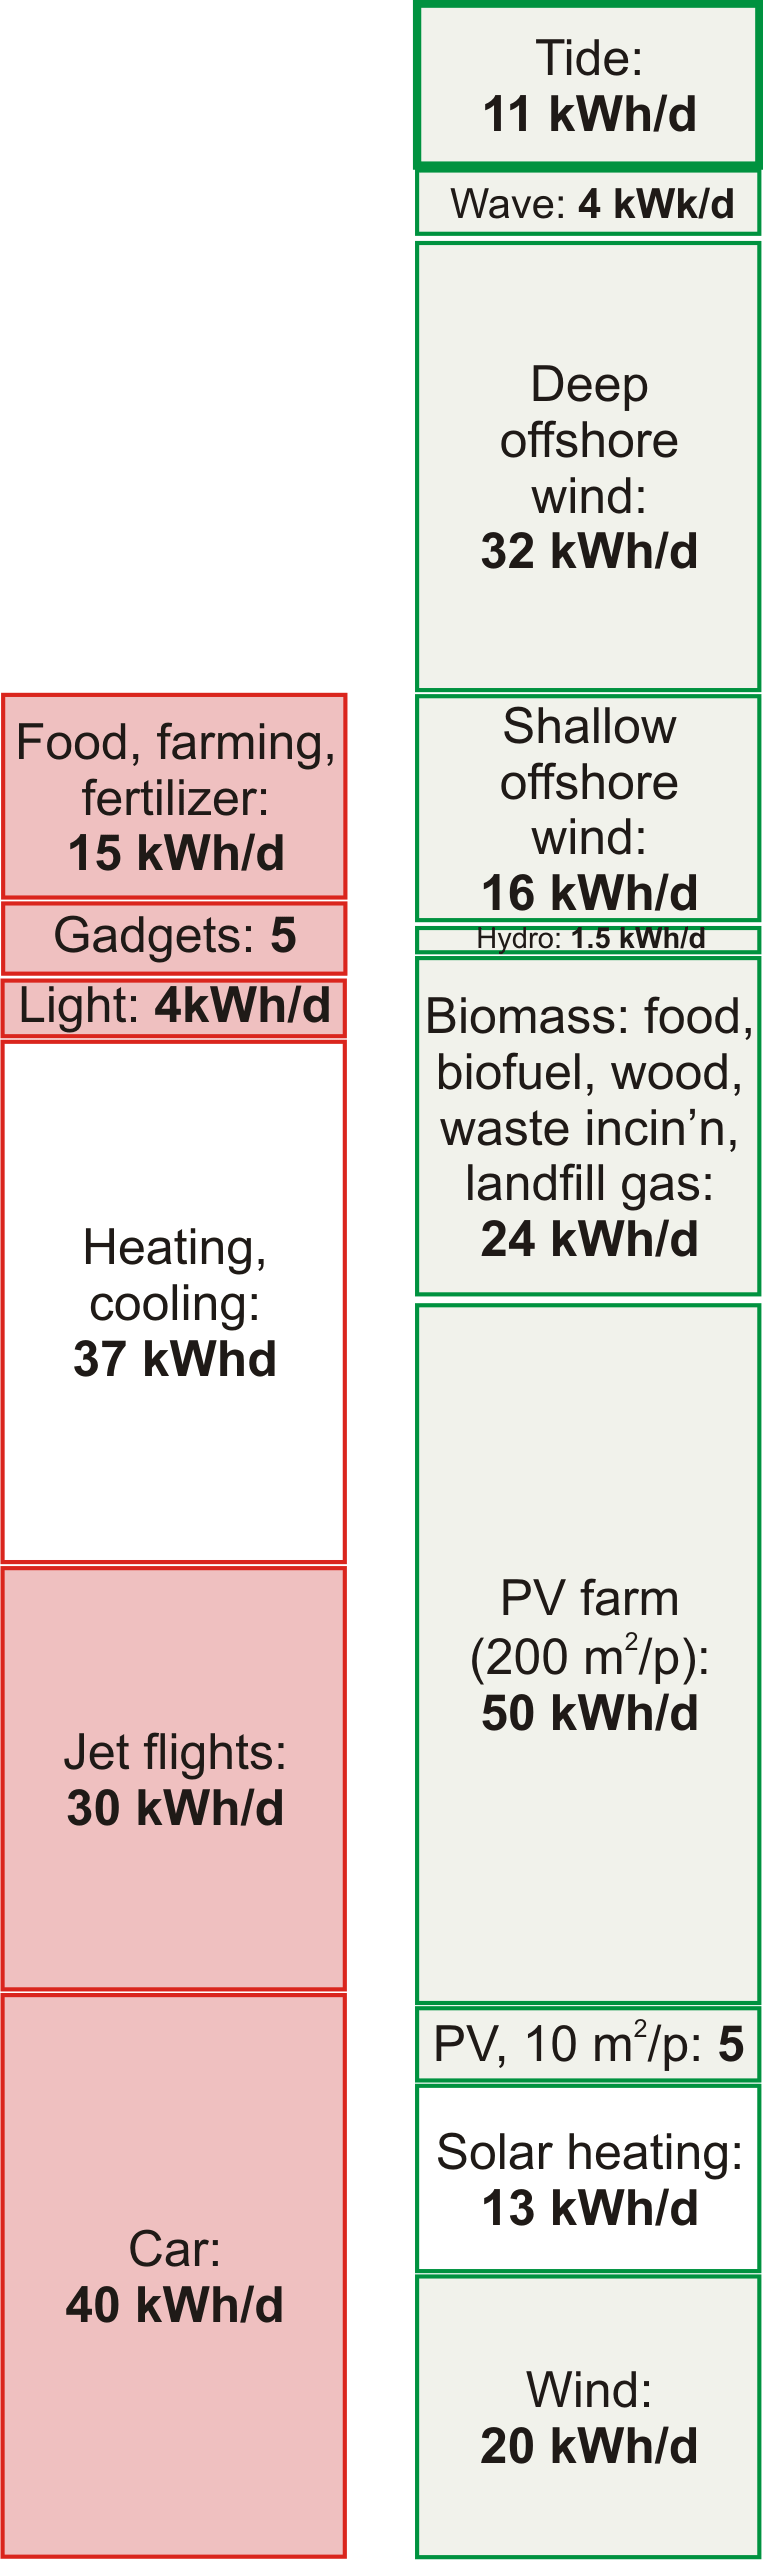 Food, farming,
fertilizer:
15 kWh/d
Gadgets: 5
Light: 4kWh/d
Heating,
cooling:
37 kWhd
Jet flights:
30 kWh/d
Car:
40 kWh/d
Tide:
11 kWh/d
Wave: 4 kWk/d
Deep
offshore
wind:
32 kWh/d
Shallow
offshore
wind:
16 kWh/d
Hydro: 1.5 kWh/d
Biomass: food,
biofuel, wood,
waste incin’n,
landfill gas:
24 kWh/d
PV farm
(200 m²/p):
50 kWh/d
PV, 10 m²/p: 5
Solar heating:
13 kWh/d
Wind:
20 kWh/d